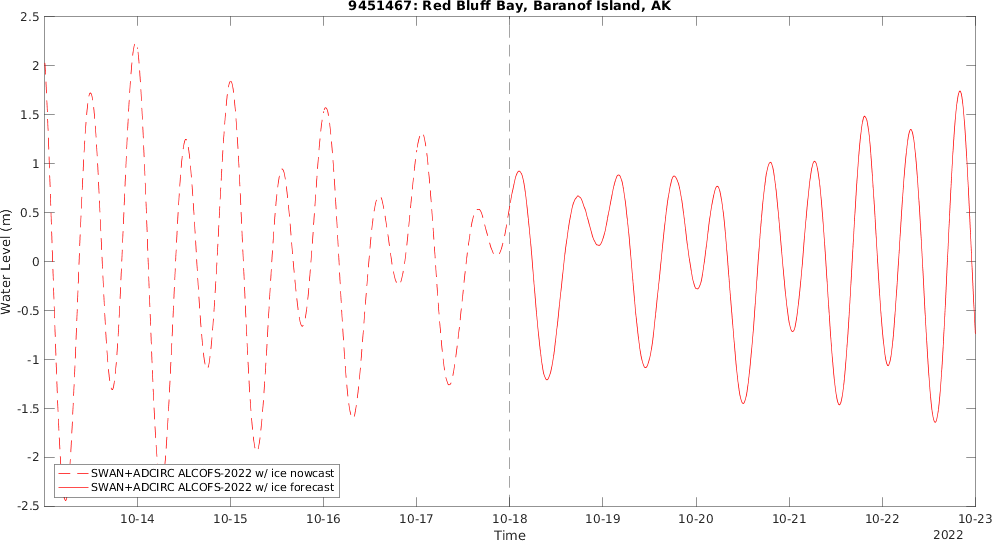 9451467: Red Bluff Bay, Baranof Island, AK
2.5
2
1.5
1
0.5
0
-0.5
-1
-1.5
-2
-2.5
Water Level (m)
SWAN+ADCIRC ALCOFS-2022 w/ ice nowcast
SWAN+ADCIRC ALCOFS-2022 w/ ice forecast
10-14 10-15 10-16 10-17 10-18 10-19 10-20 10-21 10-22 10-23
Time
2022